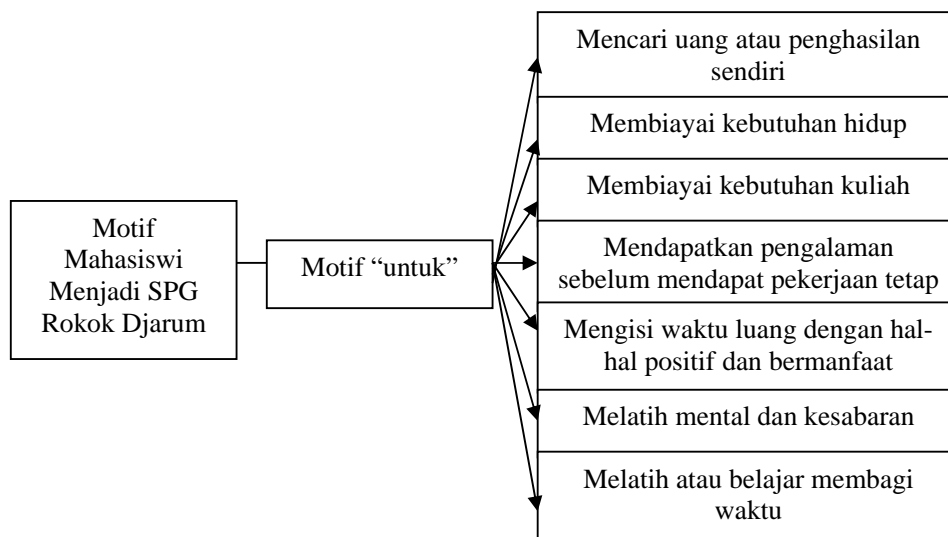 Motif
Mahasiswi
Menjadi SPG
Rokok Djarum
Motif “untuk”
Mencari uang atau penghasilan
sendiri
Membiayai kebutuhan hidup
Membiayai kebutuhan kuliah
Mendapatkan pengalaman
sebelum mendapat pekerjaan tetap
Mengisi waktu luang dengan hal-
hal positif dan bermanfaat
Melatih mental dan kesabaran
Melatih atau belajar membagi
waktu